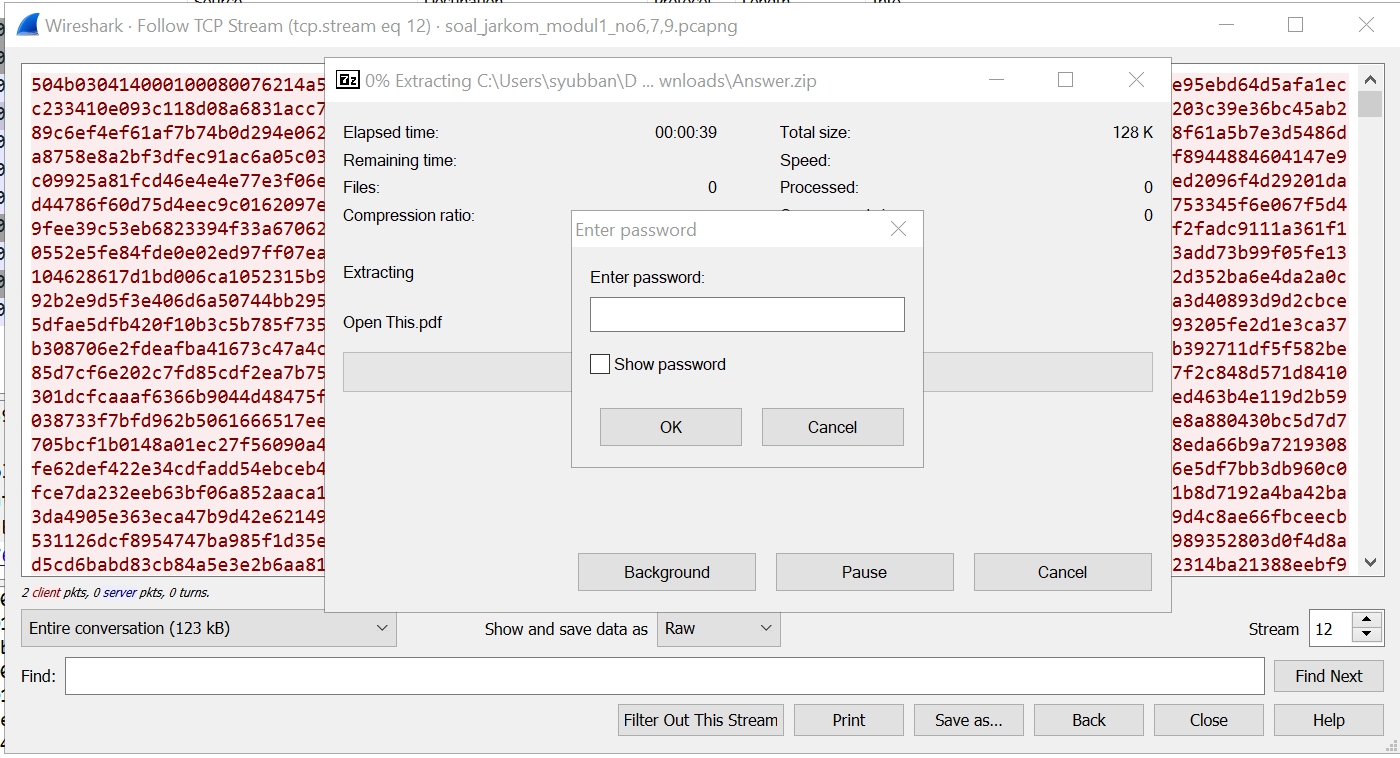 Wireshark · Follow TCP Stream (tcp.stream eq 12) · soal_jarkom_modul1_no6,7,9.pcapng
0% Extracting C:\Users\syubban\D ... wnloads\Answer.zip
Elapsed time: 00:00:39 Total size: 128 K
Remaining time: Speed:
Files: 0 Processed: 0
Compression ratio: 0
Extracting
Open This.pdf
Enter password
Enter password:
Show password
OK Cancel
Background Pause Cancel
504b030414000100080076214a5
c233410e093c118d08a6831acc7
89c6ef4ef61af7b74b0d294e062
a8758e8a2bf3dfec91ac6a05c03
c09925a81fcd46e4e4e77e3f06e
d44786f60d75d4eec9c0162097e
9fee39c53eb6823394f33a67062
0552e5fe84fde0e02ed97ff07ea
104628617d1bd006ca1052315b9
92b2e9d5f3e406d6a50744bb295
5dfae5dfb420f10b3c5b785f735
b308706e2fdeafba41673c47a4c
85d7cf6e202c7fd85cdf2ea7b75
301dcfcaaaf6366b9044d48475f
038733f7bfd962b5061666517ee
705bcf1b0148a01ec27f56090a4
fe62def422e34cdfadd54ebceb4
fce7da232eeb63bf06a852aaca1
3da4905e363eca47b9d42e62149
531126dcf8954747ba985f1d35e
d5cd6babd83cb84a5e3e2b6aa81
e95ebd64d5afa1ec
203c39e36bc45ab2
8f61a5b7e3d5486d
f8944884604147e9
ed2096f4d29201da
753345f6e067f5d4
f2fadc9111a361f1
3add73b99f05fe13
2d352ba6e4da2a0c
a3d40893d9d2cbce
93205fe2d1e3ca37
b392711df5f582be
7f2c848d571d8410
ed463b4e119d2b59
e8a880430bc5d7d7
8eda66b9a7219308
6e5df7bb3db960c0
1b8d7192a4ba42ba
9d4c8ae66fbceecb
989352803d0f4d8a
2314ba21388eebf9
2 client pkts, 0 server pkts, 0 turns.
Entire conversation (123 kB) Show and save data as Raw Stream 12
Find: Find Next
Filter Out This Stream Print Save as... Back Close Help